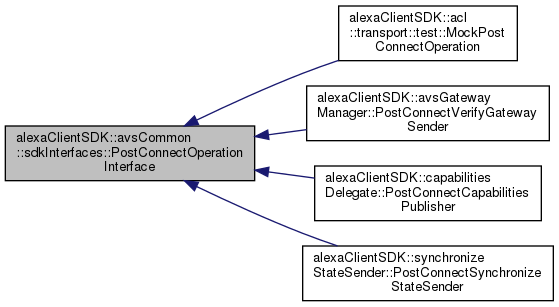 alexaClientSDK::acl
::transport::test::MockPost
ConnectOperation
alexaClientSDK::avsGateway
Manager::PostConnectVerifyGateway
Sender
alexaClientSDK::avsCommon
::sdkInterfaces::PostConnectOperation
Interface
alexaClientSDK::capabilities
Delegate::PostConnectCapabilities
Publisher
alexaClientSDK::synchronize
StateSender::PostConnectSynchronize
StateSender